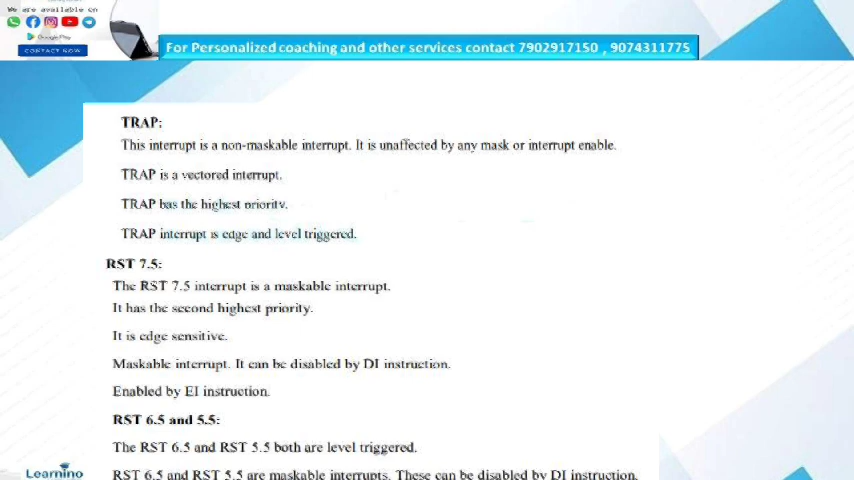 We are available on
Google Play
CONTACT NOW
For Personalized coaching and other services contact 7902917150 , 9074311775
TRAP:
This interrupt is a non-maskable interrupt. It is unaffected by any mask or interrupt enable.
TRAP is a vectored interrupt.
TRAP has the highest priority.
TRAP interrupt is edge and level triggered.
RST 7.5:
The RST 7.5 interrupt is a maskable interrupt.
It has the second highest priority.
It is edge sensitive.
Maskable interrupt. It can be disabled by DI instruction.
Enabled by EI instruction.
RST 6.5 and 5.5:
The RST 6.5 and RST 5.5 both are level triggered.
RST 6.5 and RST 5.5 are maskable interrupts. These can be disabled by DI instruction.
Learnino